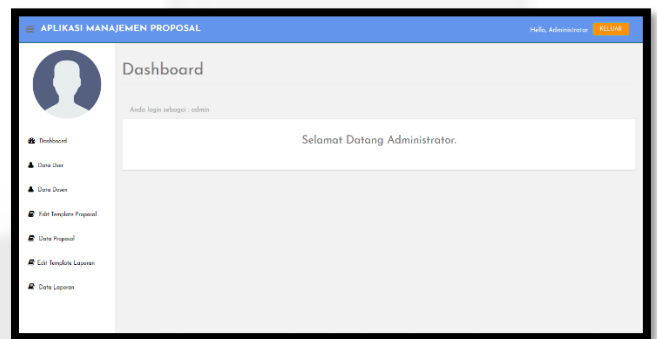 APLIKASI MANAJEMEN PROPOSAL
Hello, Administrator
KELUAR
Dashboard
Anda login sebagai : admin
Selamat Datang Administrator.
Dashboard
Data User
Data Dosen
Edit Template Proposal
Data Proposal
Edit Template Laporan
Data Laporan